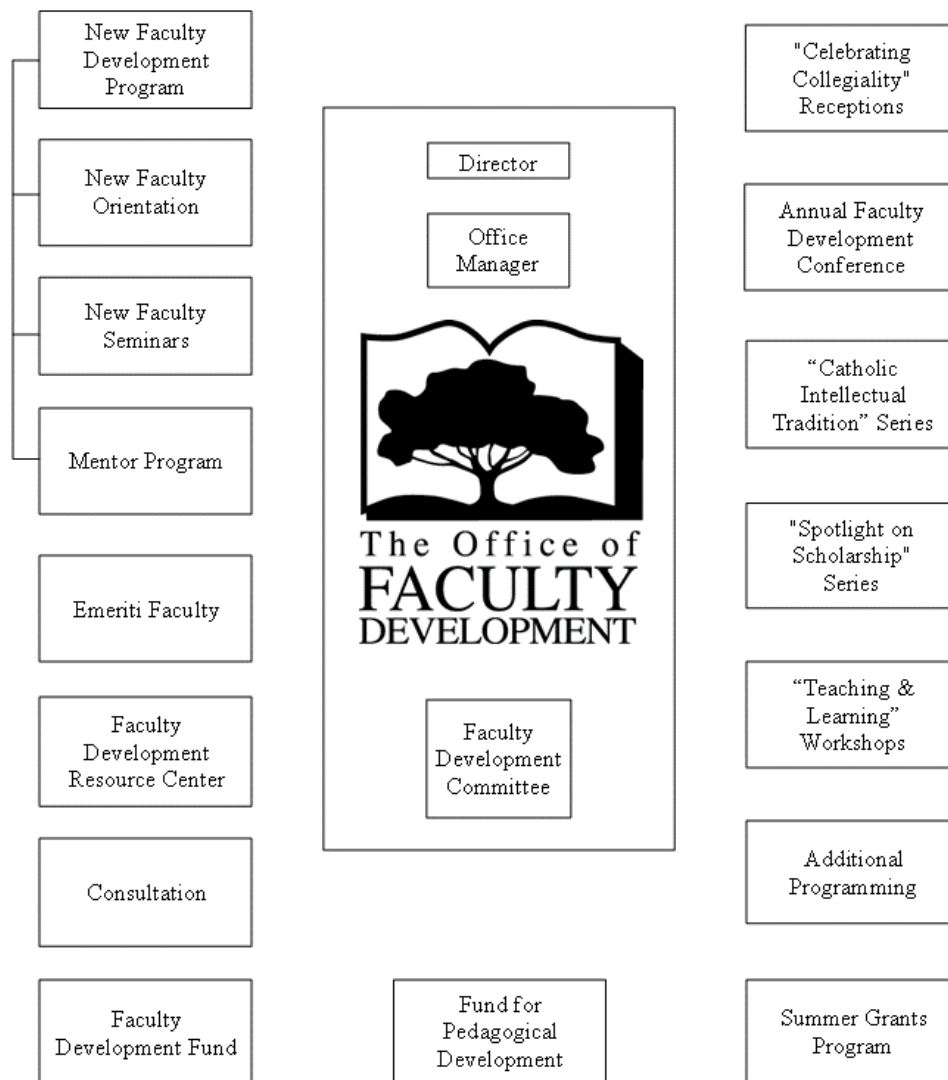 New Faculty
Development
Program
New Faculty
Orientation
New Faculty
Seminars
Mentor Program
Emeriti Faculty
Faculty
Development
Resource Center
Consultation
Faculty
Development Fund
Director
Office
Manager
The Office of
FACULTY
DEVELOPMENT
Faculty
Development
Committee
Fund for
Pedagogical
Development
"Celebrating
Collegiality"
Receptions
Annual Faculty
Development
Conference
“Catholic
Intellectual
Tradition” Series
"Spotlight on
Scholarship"
Series
“Teaching &
Learning”
Workshops
Additional
Programming
Summer Grants
Program